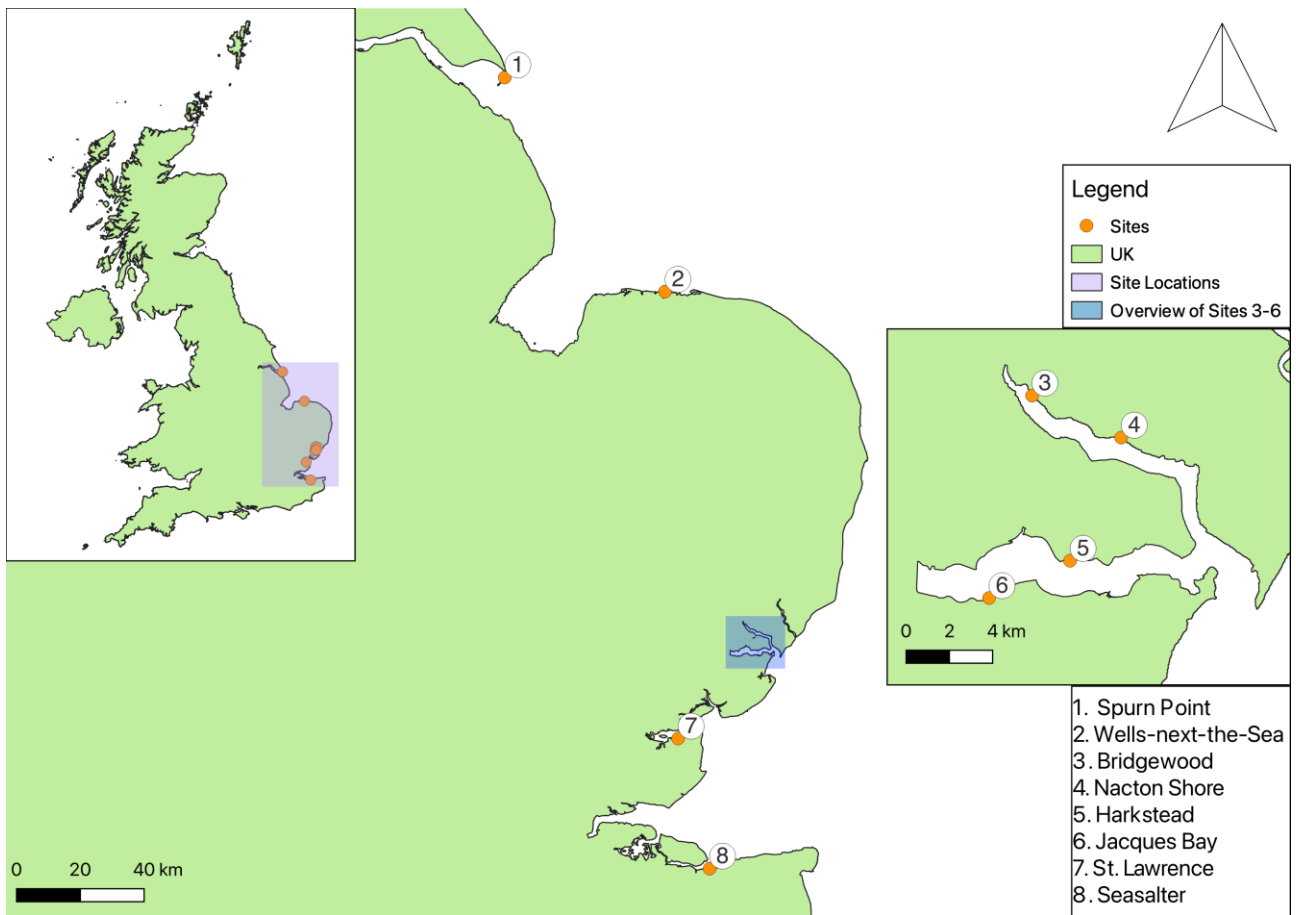 1
2
Legend
Sites
UK
Site Locations
Overview of Sites 3-6
3
4
5
6
0 2 4 km
7
8
0 20 40 km
1. Spurn Point
2. Wells-next-the-Sea
3. Bridgewood
4. Nacton Shore
5. Harkstead
6. Jacques Bay
7. St. Lawrence
8. Seasalter